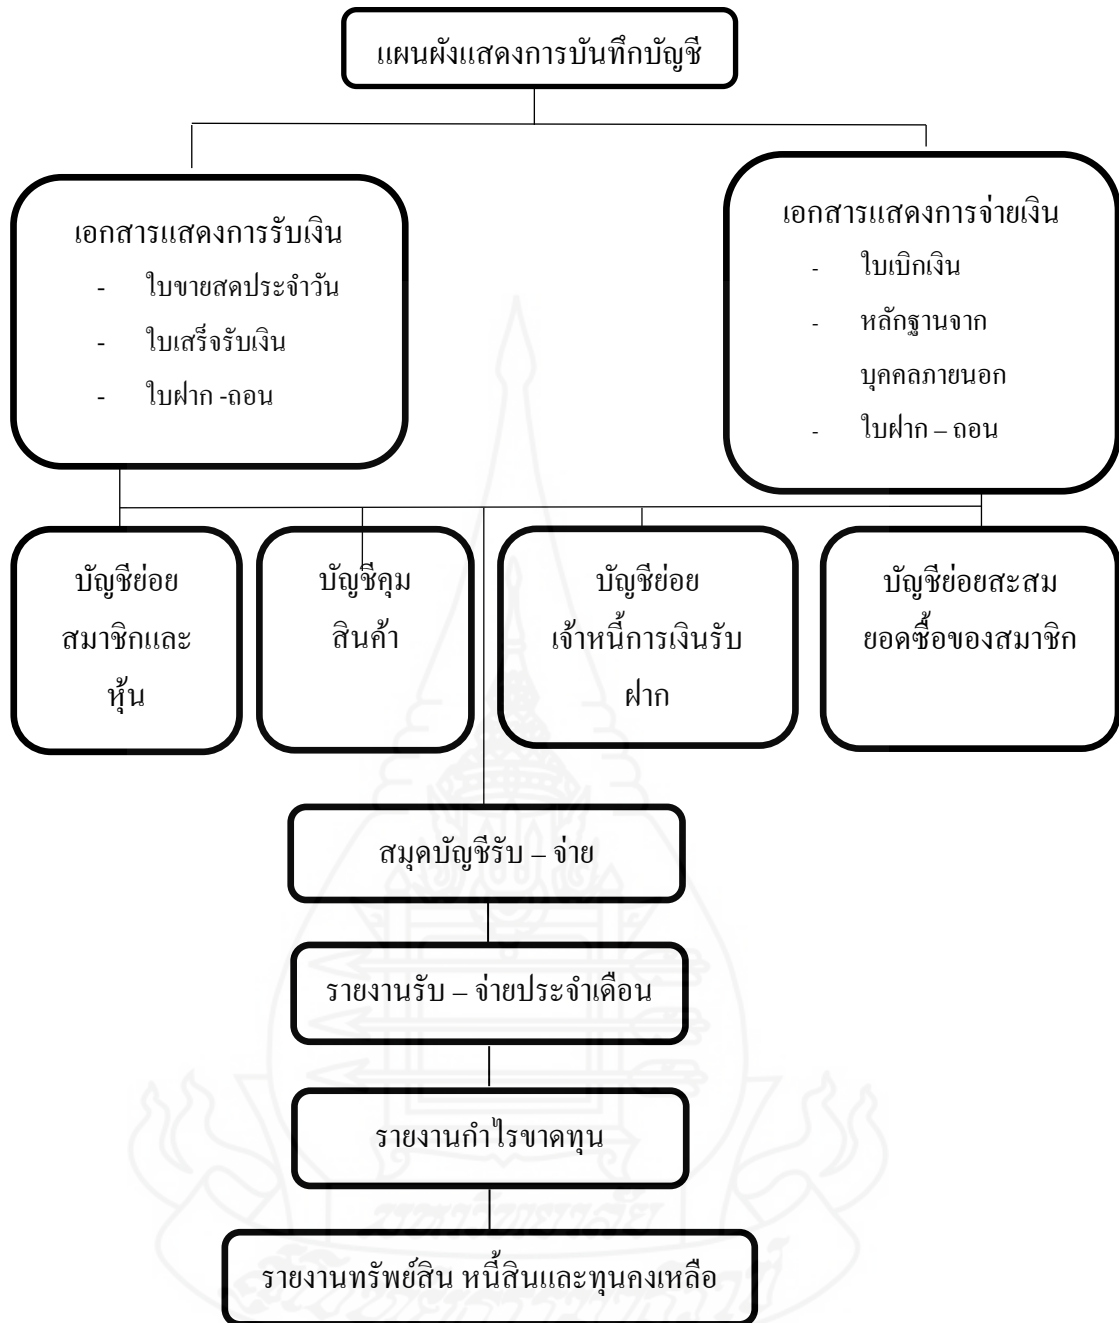 แผนผังแสดงการบันทึกบัญชี
เอกสารแสดงการรับเงิน
- ใบขายสดประจำวัน
- ใบเสร็จรับเงิน
- ใบฝาก -ถอน
เอกสารแสดงการจ่ายเงิน
- ใบเบิกเงิน
- หลักฐานจาก
บุคคลภายนอก
- ใบฝาก – ถอน
บัญชีย่อย
สมาชิกและ
หุ้น
บัญชีคุม
สินค้า
บัญชีย่อย
เจ้าหนี้การเงินรับ
ฝาก
บัญชีย่อยสะสม
ยอดซื้อของสมาชิก
สมุดบัญชีรับ – จ่าย
รายงานรับ – จ่ายประจำเดือน
รายงานกำไรขาดทุน
รายงานทรัพย์สิน หนี้สินและทุนคงเหลือ